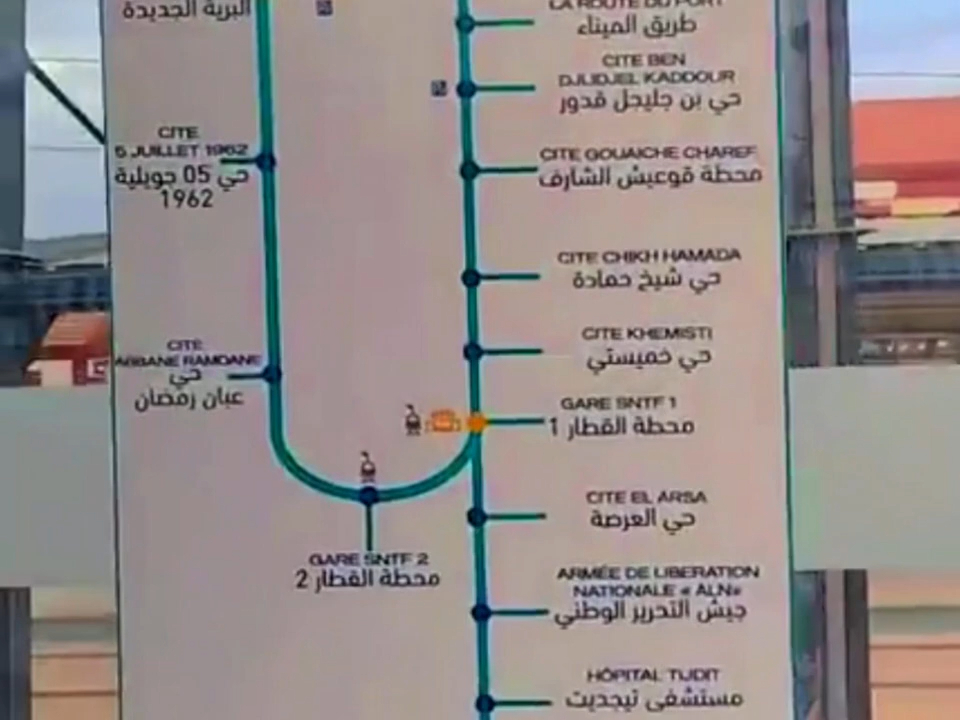 البرية الجديدة
CITE
5 JUILLET 1962
حي 05 جويلية
1962
CITE
ABBANE RAMDANE
حي
عبان رمضان
GARE SNTF 2
محطة القطار 2
LA ROUTE DU PORT
طريق الميناء
CITE BEN
DJLIDJEL KADDOUR
حي بن جليجل قدور
CITE GOUAICHE CHAREF
محطة قوعيش الشارف
CITE CHIKH HAMADA
حي شيخ حمادة
CITE KHEMISTI
حي خميستي
GARE SNTF 1
محطة القطار 1
CITE EL ARSA
حي العرصة
ARMÉE DE LIBERATION
NATIONALE « ALN»
جيش التحرير الوطني
HÔPITAL TIJDIT
مستشفى تيجديت